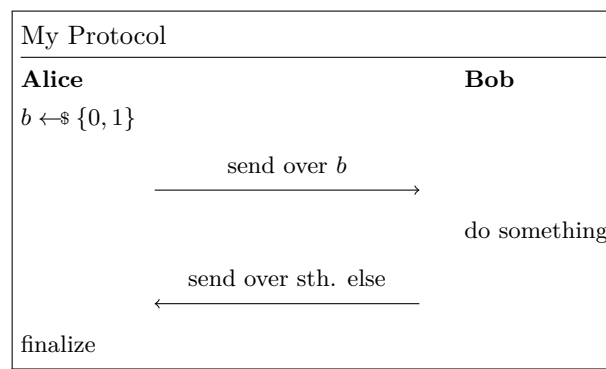 My Protocol
Alice Bob
b ←$ {0, 1}
send over b
do something
send over sth. else
finalize